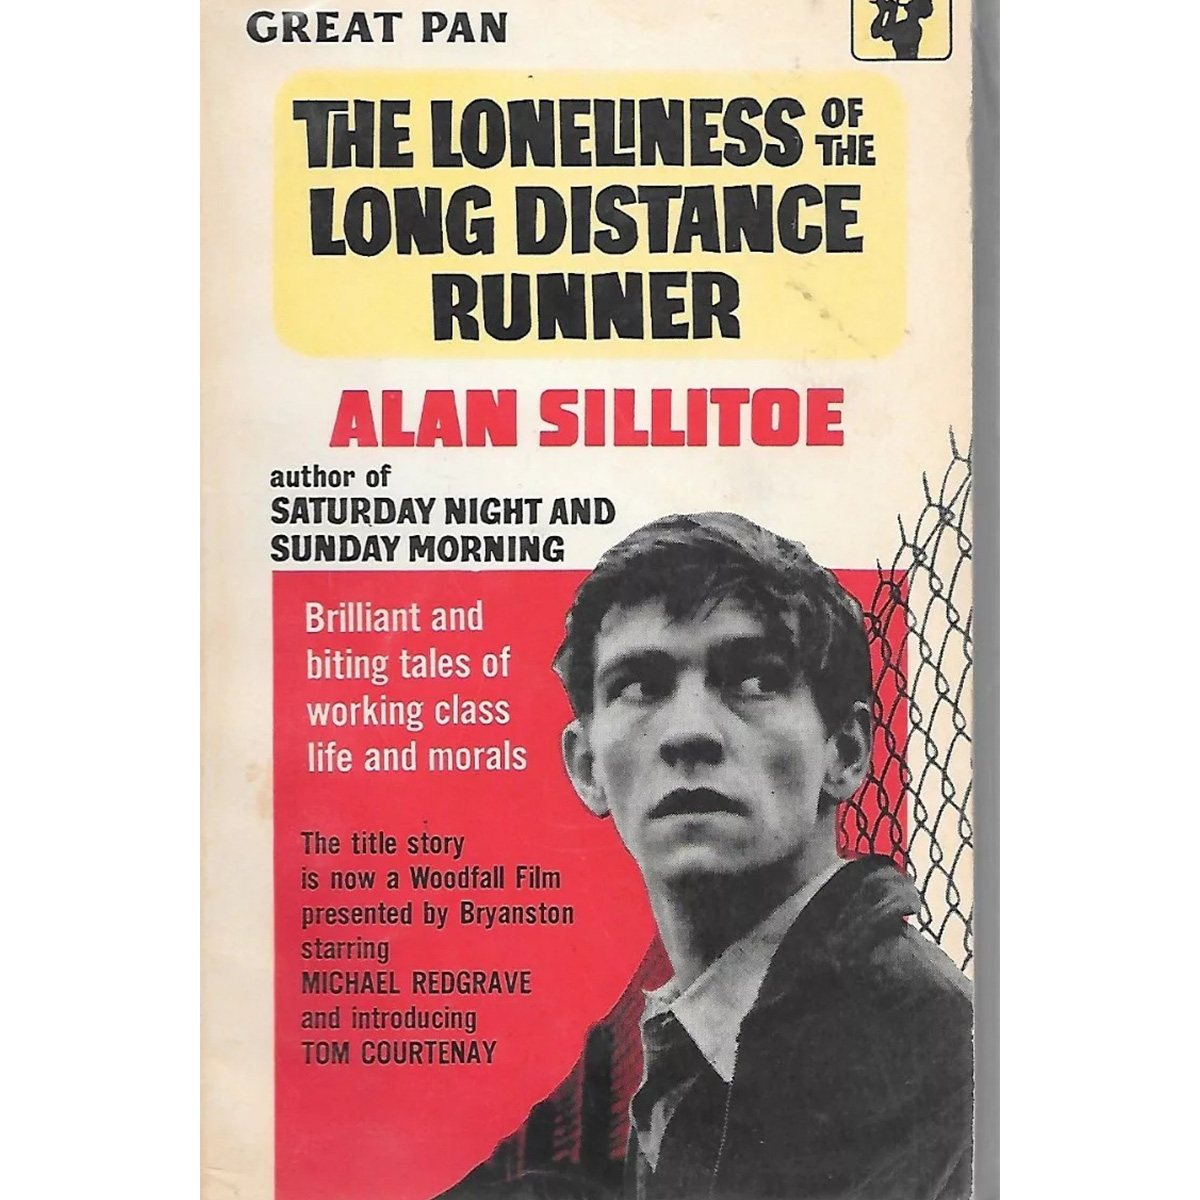 GREAT PAN
THE LONELINESS OF THE
LONG DISTANCE
RUNNER
ALAN SILLITOE
author of
SATURDAY NIGHT AND
SUNDAY MORNING
Brilliant and
biting tales of
working class
life and morals
The title story
is now a Woodfall Film
presented by Bryanston
starring
MICHAEL REDGRAVE
and introducing
TOM COURTENAY